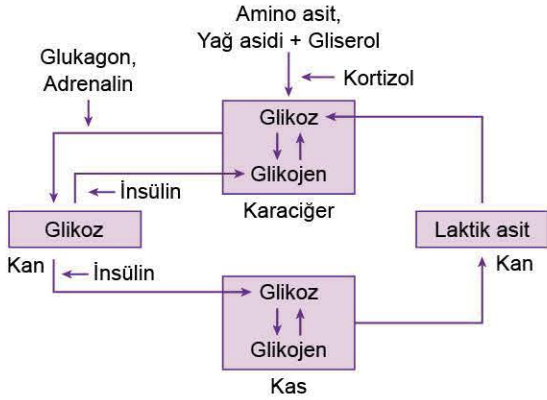 Amino asit,
Yağ asidi + Gliserol
Glukagon,
Adrenalin
Kortizol
Glikoz
Glikojen
Karaciğer
İnsülin
Glikoz
Kan
İnsülin
Laktik asit
Kan
Glikoz
Glikojen
Kas